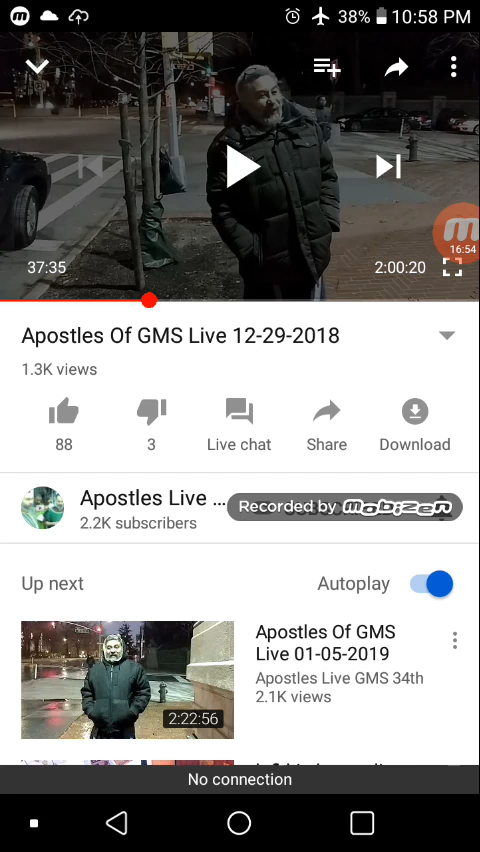 38% 10:58 PM
16:54
37:35 2:00:20
Apostles Of GMS Live 12-29-2018
1.3K views
88 3 Live chat Share Download
Apostles Live ...
Recorded by Mobizen
2.2K subscribers
Up next Autoplay
Apostles Of GMS
Live 01-05-2019
Apostles Live GMS 34th
2.1K views
2:22:56
No connection